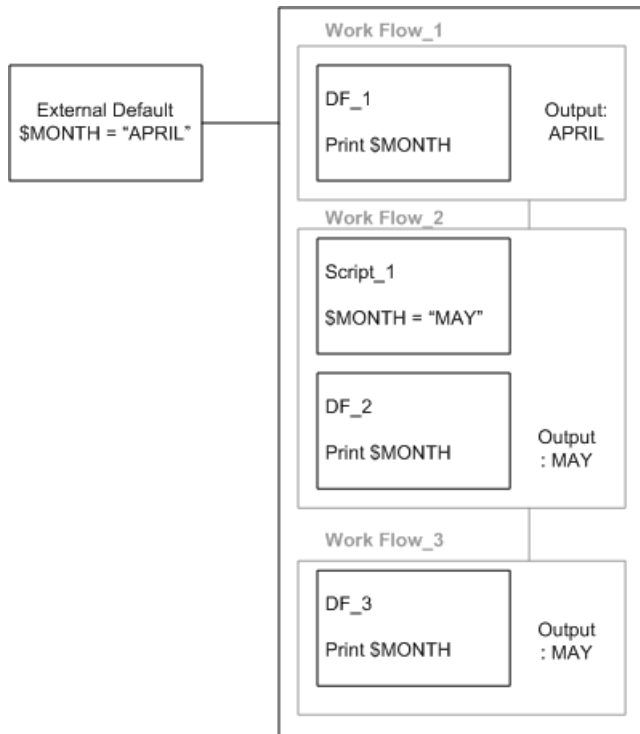 External Default
$MONTH = “APRIL”
Work Flow_1
DF_1
Print $MONTH
Output:
APRIL
Work Flow_2
Script_1
$MONTH = “MAY”
DF_2
Print $MONTH
Output
: MAY
Work Flow_3
DF_3
Print $MONTH
Output
: MAY